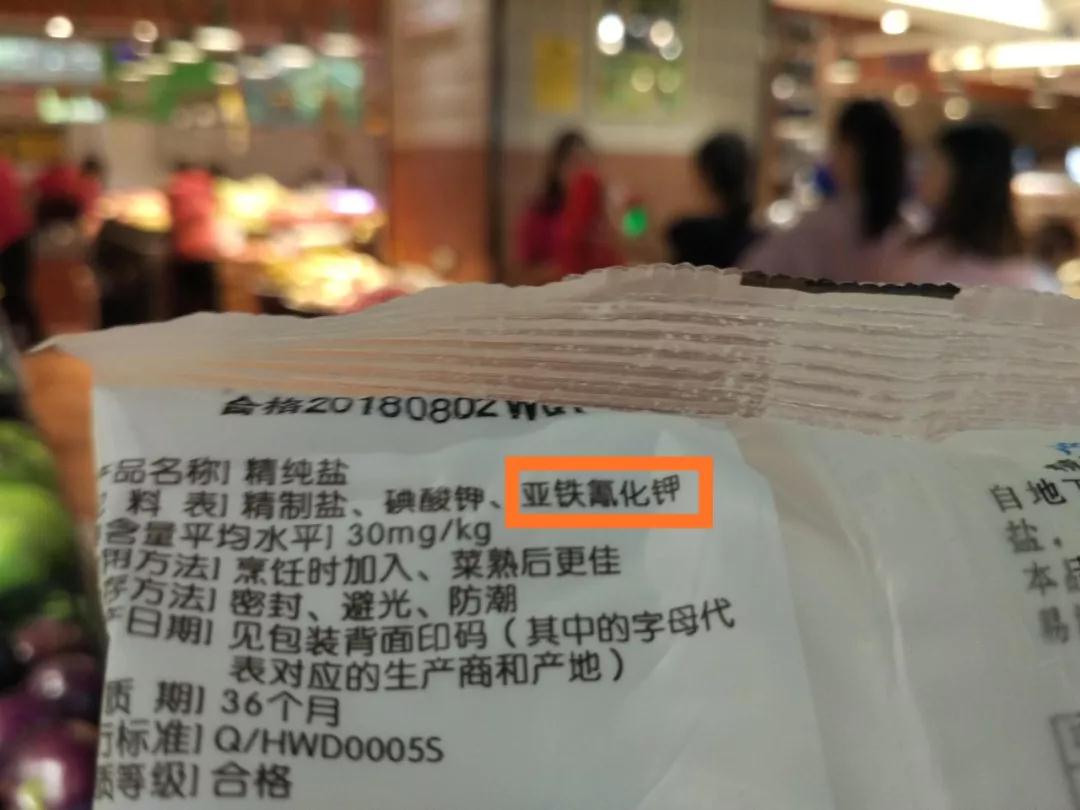 合格20180802
品名称】精纯盐
料 表】精制盐、碘酸钾、亚铁氰化钾
含量平均水平】30mg/kg
用方法】烹饪时加入、菜熟后更佳
存方法】密封、避光、防潮
日期】见包装背面印码（其中的字母代
表对应的生产商和产地）
质 期】36个月
行标准】Q/HWD0005S
质等级】合格
自地下
盐，
本品
易